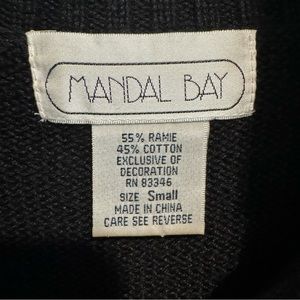 MANDAL BAY
55% RAMIE
45% COTTON
EXCLUSIVE OF
DECORATION
RN 83346
SIZE Small
MADE IN CHINA
CARE SEE REVERSE